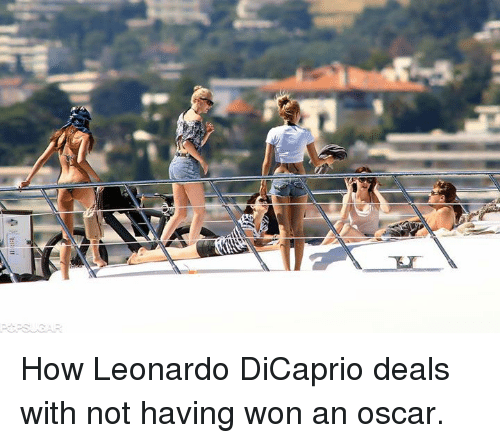 POPSUGAR
How Leonardo DiCaprio deals
with not having won an oscar.